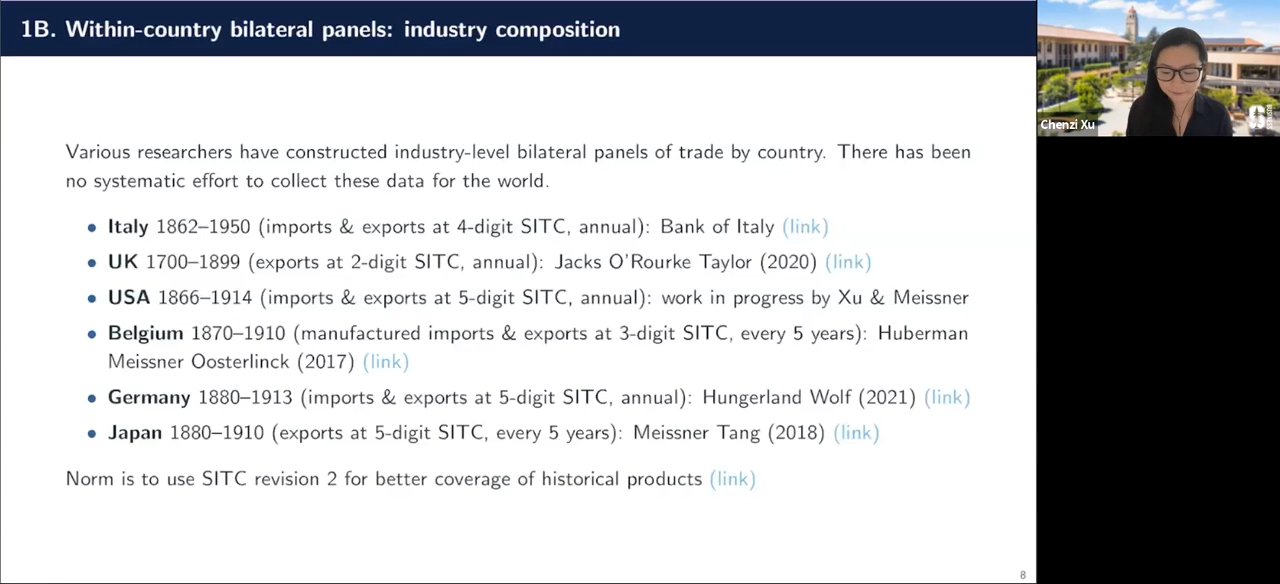 1B. Within-country bilateral panels: industry composition
Various researchers have constructed industry-level bilateral panels of trade by country. There has been
no systematic effort to collect these data for the world.
• Italy 1862–1950 (imports & exports at 4-digit SITC, annual): Bank of Italy (link)
• UK 1700–1899 (exports at 2-digit SITC, annual): Jacks O'Rourke Taylor (2020) (link)
• USA 1866–1914 (imports & exports at 5-digit SITC, annual): work in progress by Xu & Meissner
• Belgium 1870–1910 (manufactured imports & exports at 3-digit SITC, every 5 years): Huberman
Meissner Oosterlinck (2017) (link)
• Germany 1880–1913 (imports & exports at 5-digit SITC, annual): Hungerland Wolf (2021) (link)
• Japan 1880–1910 (exports at 5-digit SITC, every 5 years): Meissner Tang (2018) (link)
Norm is to use SITC revision 2 for better coverage of historical products (link)
8
Chenzi Xu